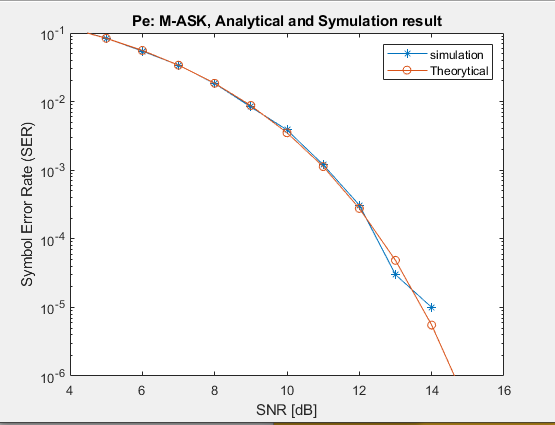 Pe: M-ASK, Analytical and Symulation result
simulation
Theorytical
Symbol Error Rate (SER)
10^-1
10^-2
10^-3
10^-4
10^-5
10^-6
4 6 8 10 12 14 16
SNR [dB]